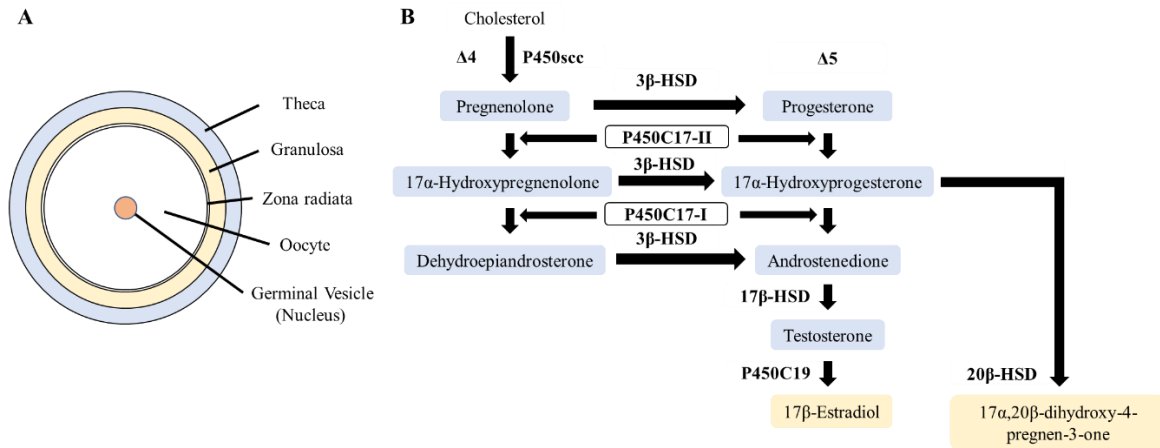 A
Theca
Granulosa
Zona radiata
Oocyte
Germinal Vesicle
(Nucleus)
B
Cholesterol
Δ4
P450scc
Δ5
3β-HSD
Pregnenolone
Progesterone
P450C17-II
3β-HSD
17α-Hydroxypregnenolone
17α-Hydroxyprogesterone
P450C17-I
3β-HSD
Dehydroepiandrosterone
Androstenedione
17β-HSD
Testosterone
P450C19
20β-HSD
17β-Estradiol
17α,20β-dihydroxy-4-
pregnen-3-one